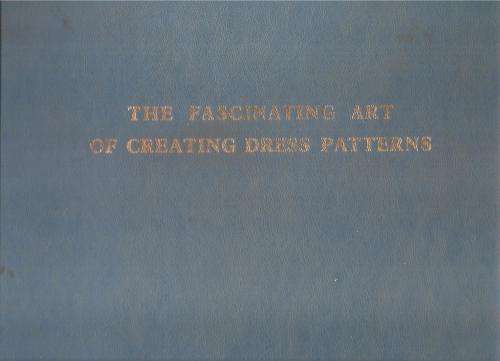 THE FASCINATING ART
OF CREATING DRESS PATTERNS